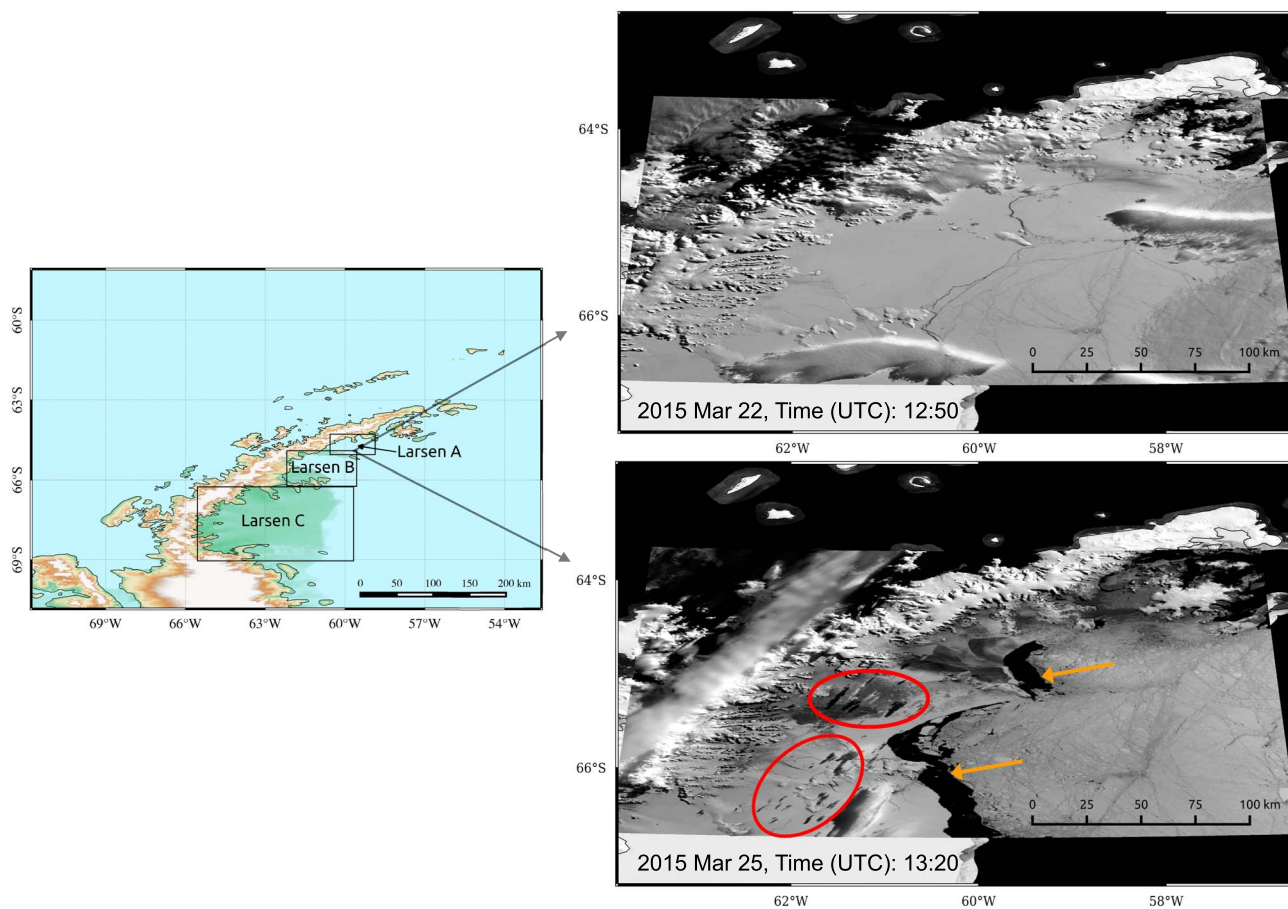 60°S
63°S
66°S
69°S
Larsen A
Larsen B
Larsen C
0 50 100 150 200 km
69°W 66°W 63°W 60°W 57°W 54°W
64°S
66°S
0 25 50 75 100 km
2015 Mar 22, Time (UTC): 12:50
62°W 60°W 58°W
64°S
66°S
0 25 50 75 100 km
2015 Mar 25, Time (UTC): 13:20
62°W 60°W 58°W